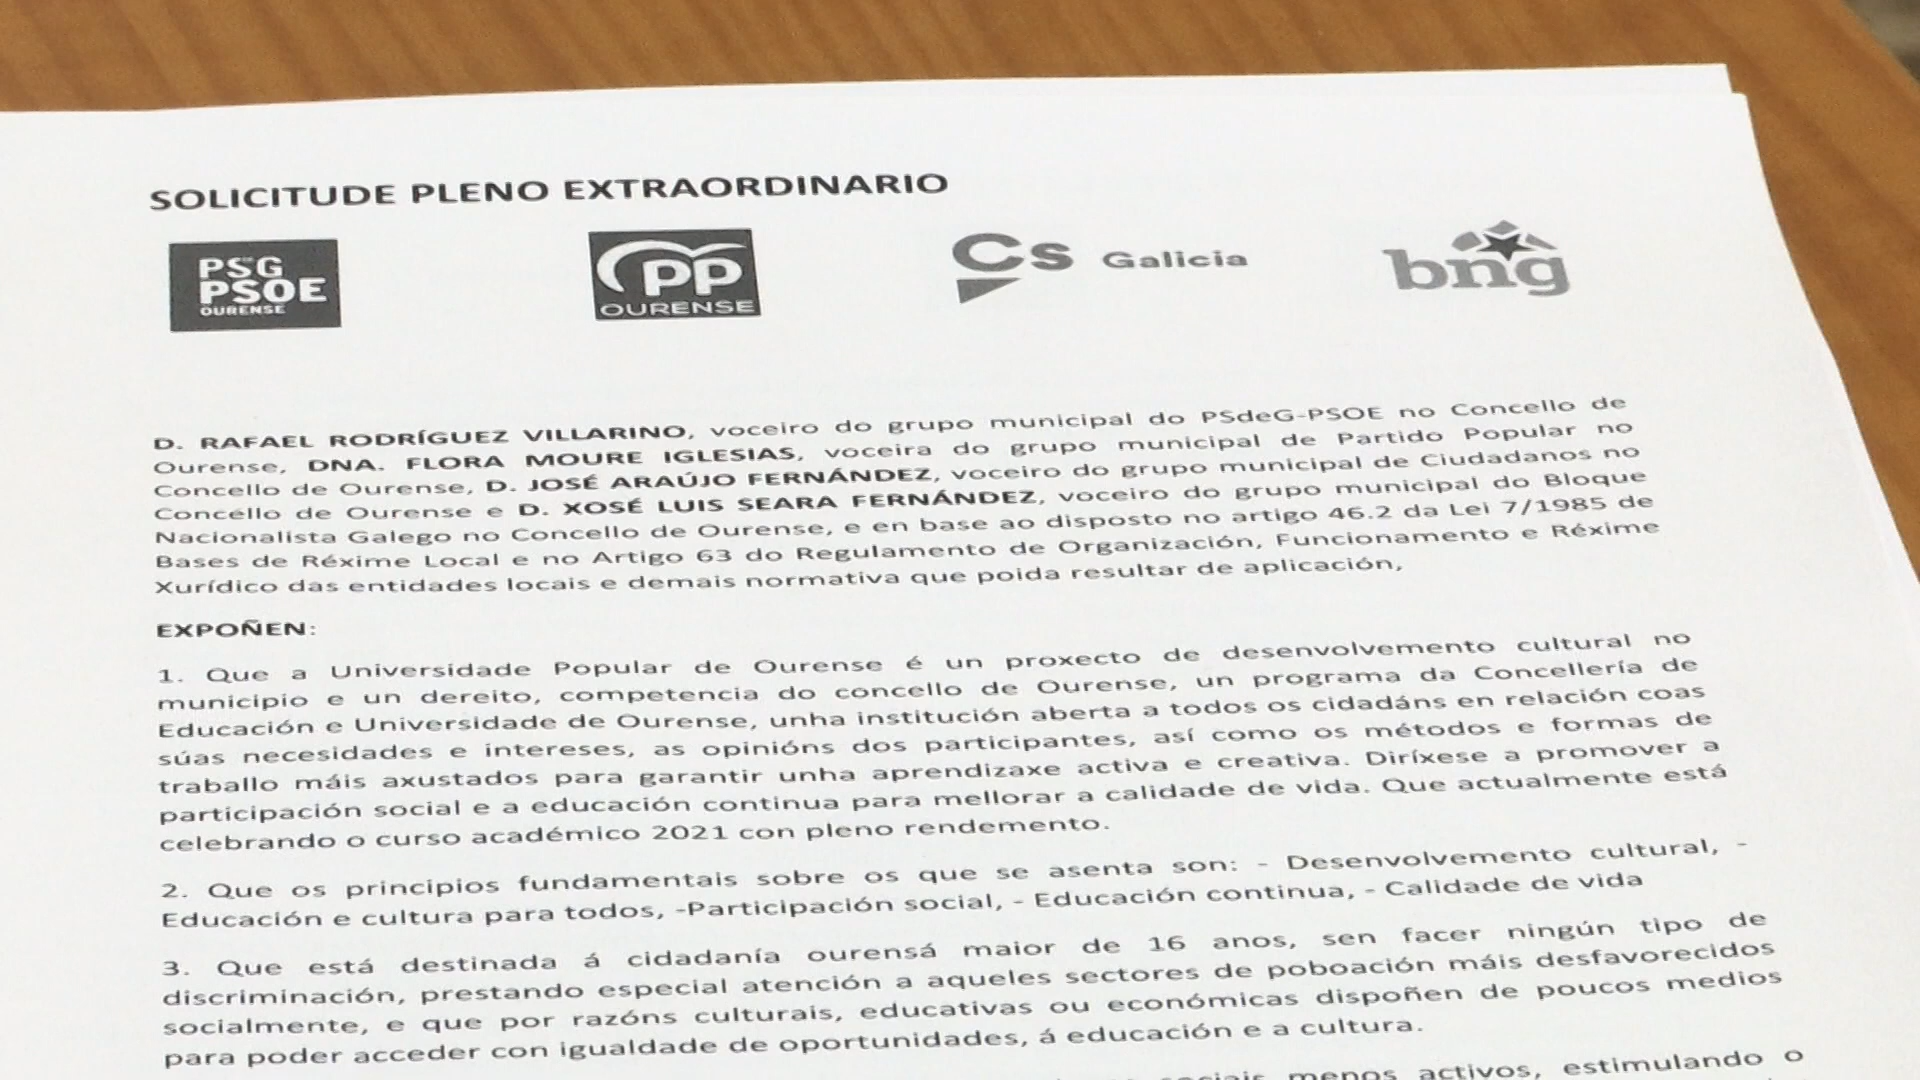 SOLICITUDE PLENO EXTRAORDINARIO
PSdeG
PSOE
OURENSE
PP
OURENSE
Cs Galicia
bng
D. RAFAEL RODRÍGUEZ VILLARINO, voceiro do grupo municipal do PSdeG-PSOE no Concello de
Ourense, DNA. FLORA MOURE IGLESIAS, voceira do grupo municipal de Partido Popular no
Concello de Ourense, D. JOSÉ ARAÚJO FERNÁNDEZ, voceiro do grupo municipal de Ciudadanos no
Concello de Ourense e D. XOSÉ LUIS SEARA FERNÁNDEZ, voceiro do grupo municipal do Bloque
Nacionalista Galego no Concello de Ourense, e en base ao disposto no artigo 46.2 da Lei 7/1985 de
Bases de Réxime Local e no Artigo 63 do Regulamento de Organización, Funcionamento e Réxime
Xurídico das entidades locais e demais normativa que poida resultar de aplicación,
EXPOÑEN:
1. Que a Universidade Popular de Ourense é un proxecto de desenvolvemento cultural no
municipio e un dereito, competencia do concello de Ourense, un programa da Concellería de
Educación e Universidade de Ourense, unha institución aberta a todos os cidadáns en relación coas
súas necesidades e intereses, as opinións dos participantes, así como os métodos e formas de
traballo máis axustados para garantir unha aprendizaxe activa e creativa. Diríxese a promover a
participación social e a educación continua para mellorar a calidade de vida. Que actualmente está
celebrando o curso académico 2021 con pleno rendemento.
2. Que os principios fundamentais sobre os que se asenta son: - Desenvolvemento cultural, -
Educación e cultura para todos, -Participación social, - Educación continua, - Calidade de vida
3. Que está destinada á cidadanía ourensá maior de 16 anos, sen facer ningún tipo de
discriminación, prestando especial atención a aqueles sectores de poboación máis desfavorecidos
socialmente, e que por razóns culturais, educativas ou económicas dispoñen de poucos medios
para poder acceder con igualdade de oportunidades, á educación e a cultura.
menos activos, estimulando o